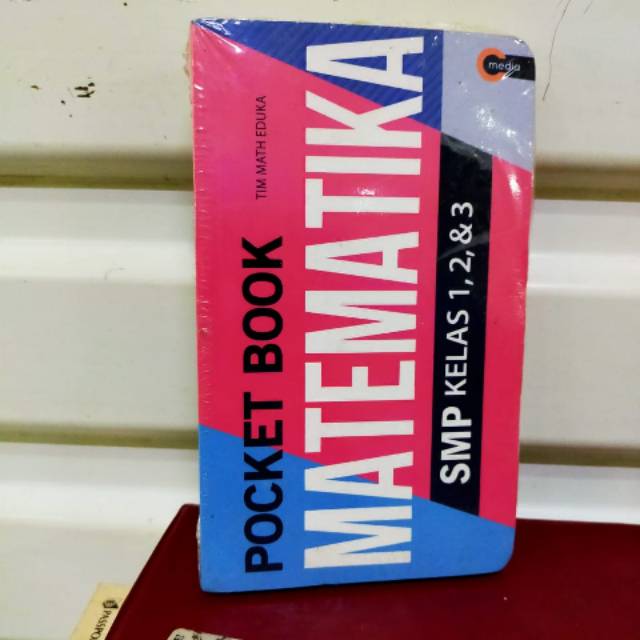 TIM MATH EDUKA
POCKET BOOK
MATEMATIKA
SMP KELAS 1, 2, & 3
media